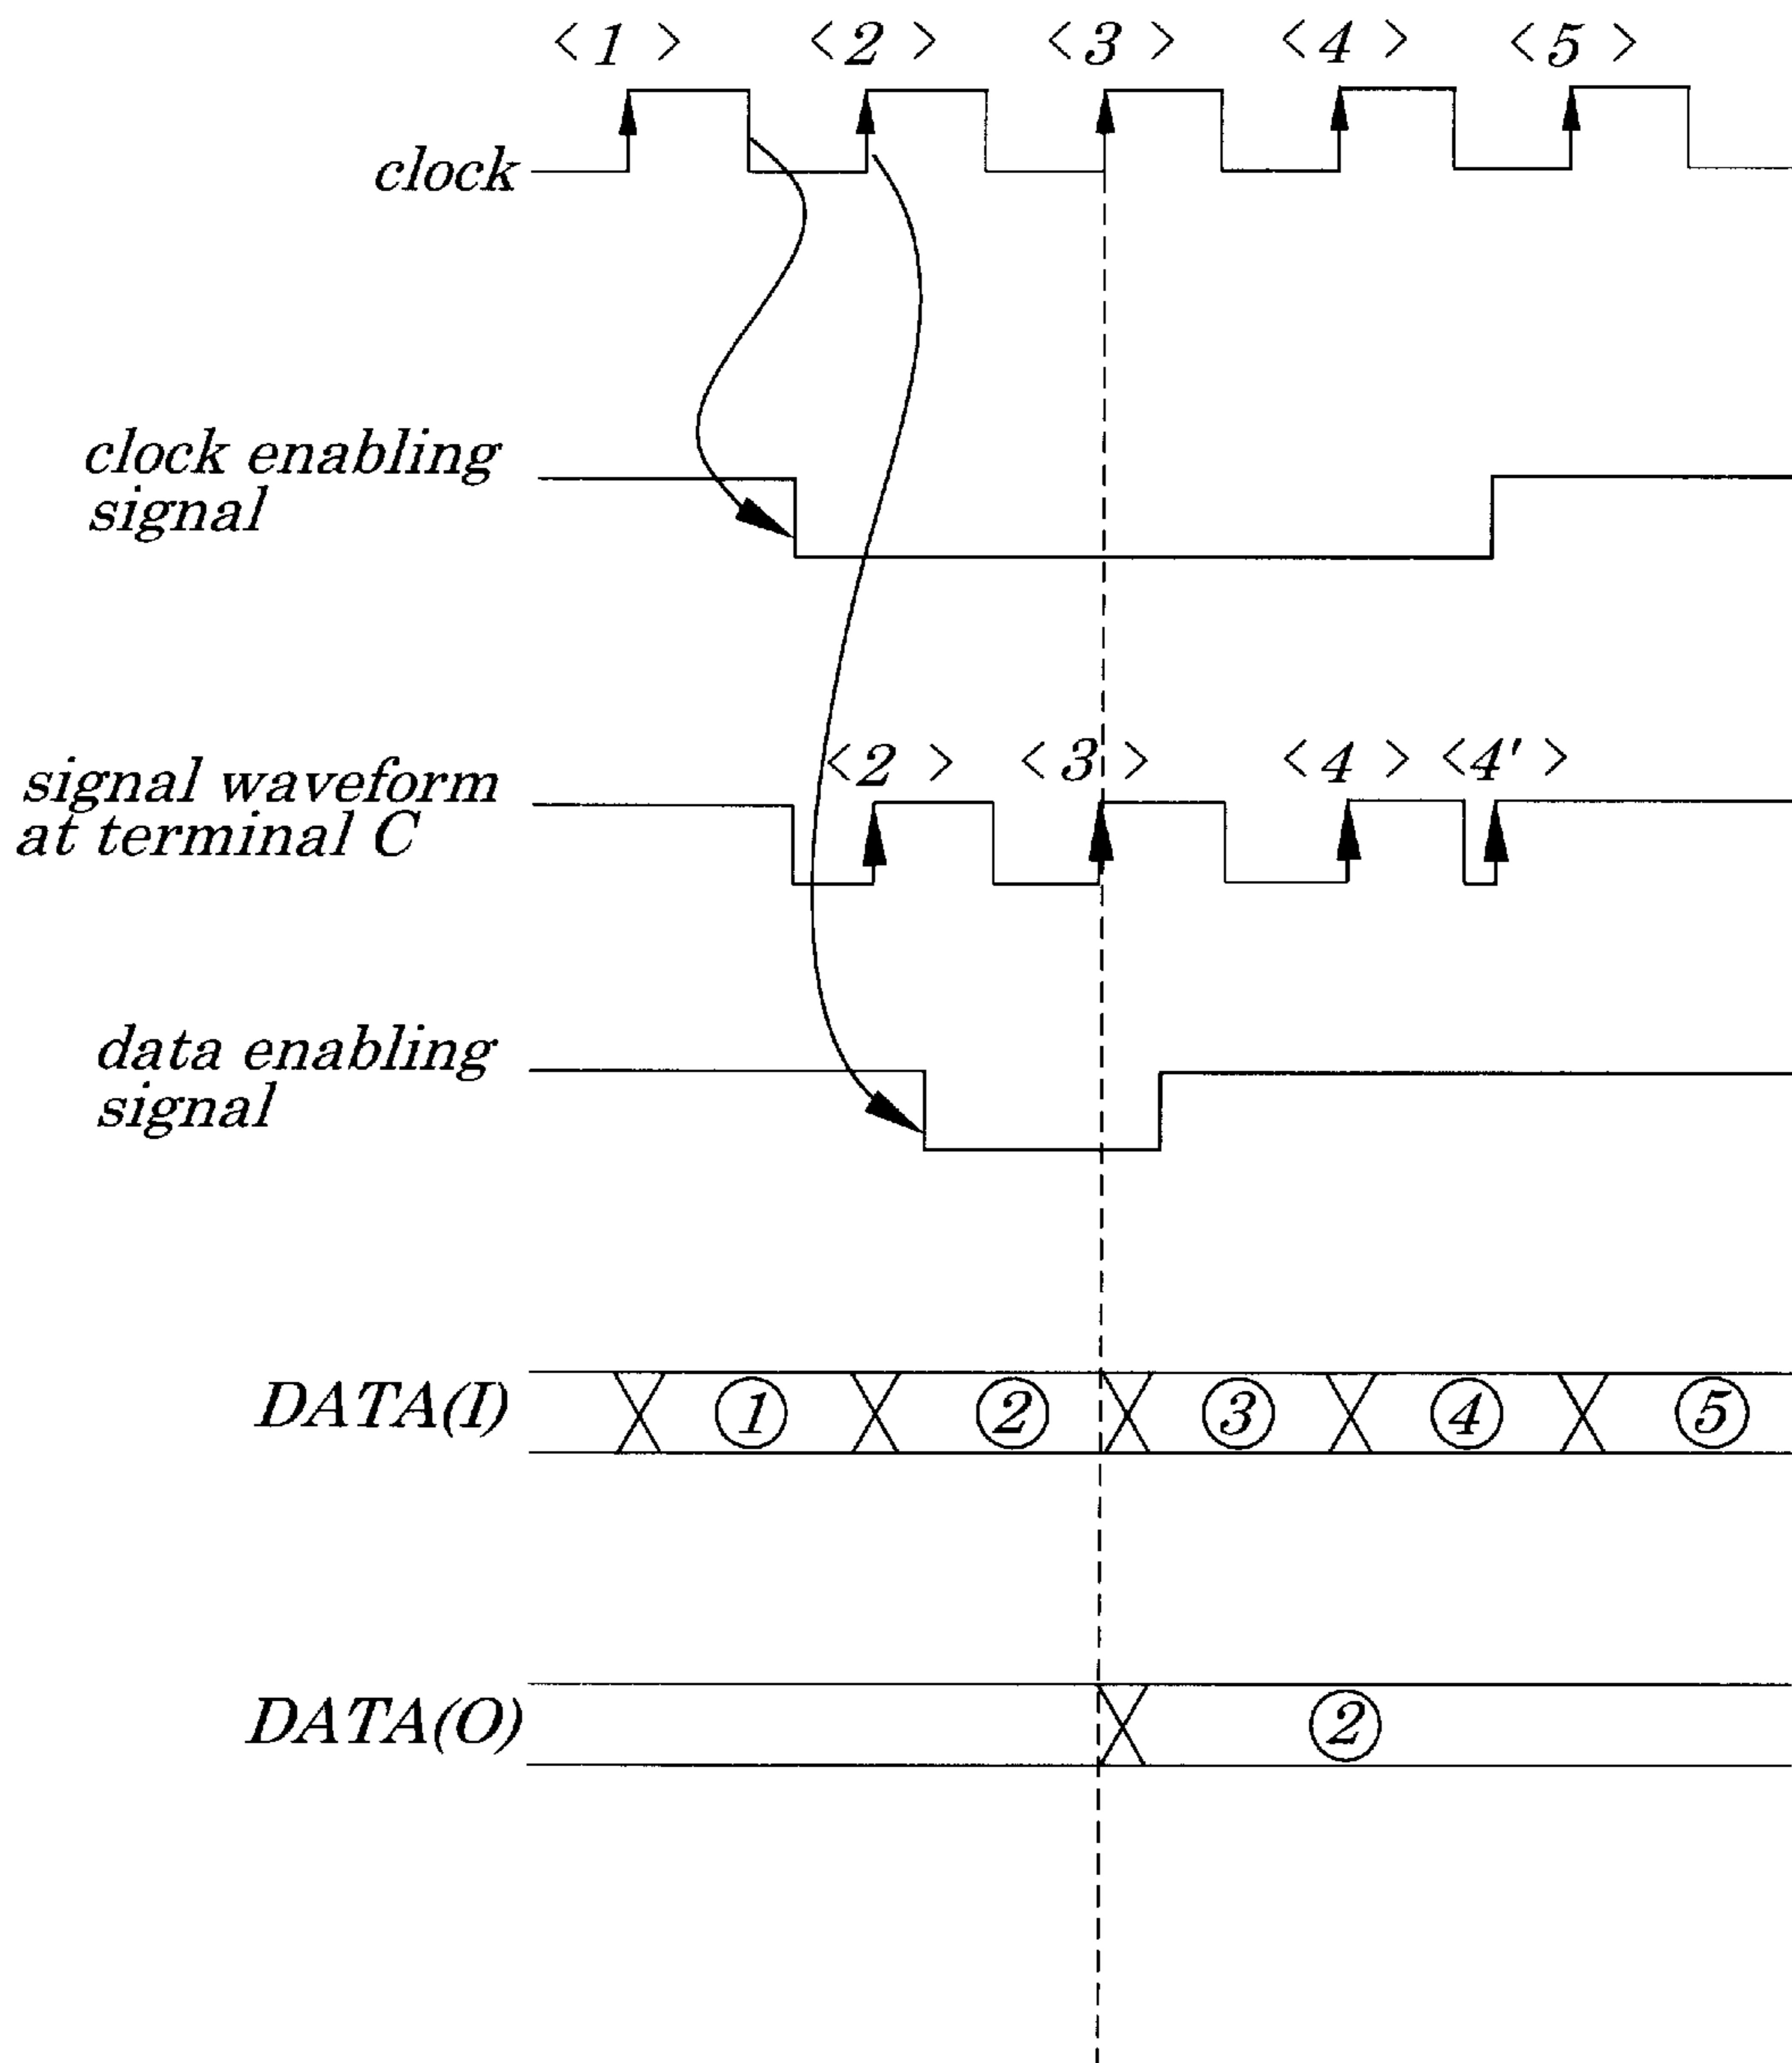 <1> <2> <3> <4> <5>
clock
clock enabling
signal
<2> <3> <4> <4'>
signal waveform
at terminal C
data enabling
signal
DATA(I) ① ② ③ ④ ⑤
DATA(O) ②